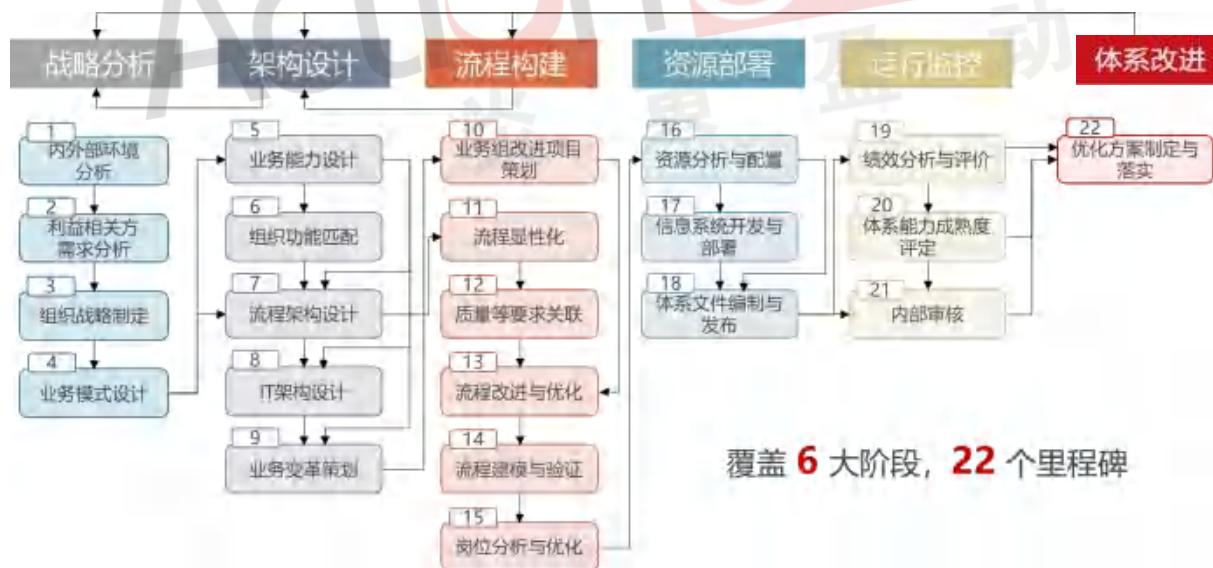 战略分析
架构设计
流程构建
资源部署
运行监控
体系改进
1
内外部环境
分析
2
利益相关方
需求分析
3
组织战略制定
4
业务模式设计
5
业务能力设计
6
组织功能匹配
7
流程架构设计
8
IT架构设计
9
业务变革策划
10
业务组改进项目
策划
11
流程显性化
12
质量等要求关联
13
流程改进与优化
14
流程建模与验证
15
岗位分析与优化
16
资源分析与配置
17
信息系统开发与
部署
18
体系文件编制与
发布
19
绩效分析与评价
20
体系能力成熟度
评定
21
内部审核
22
优化方案制定与
落实
覆盖 6 大阶段，22 个里程碑